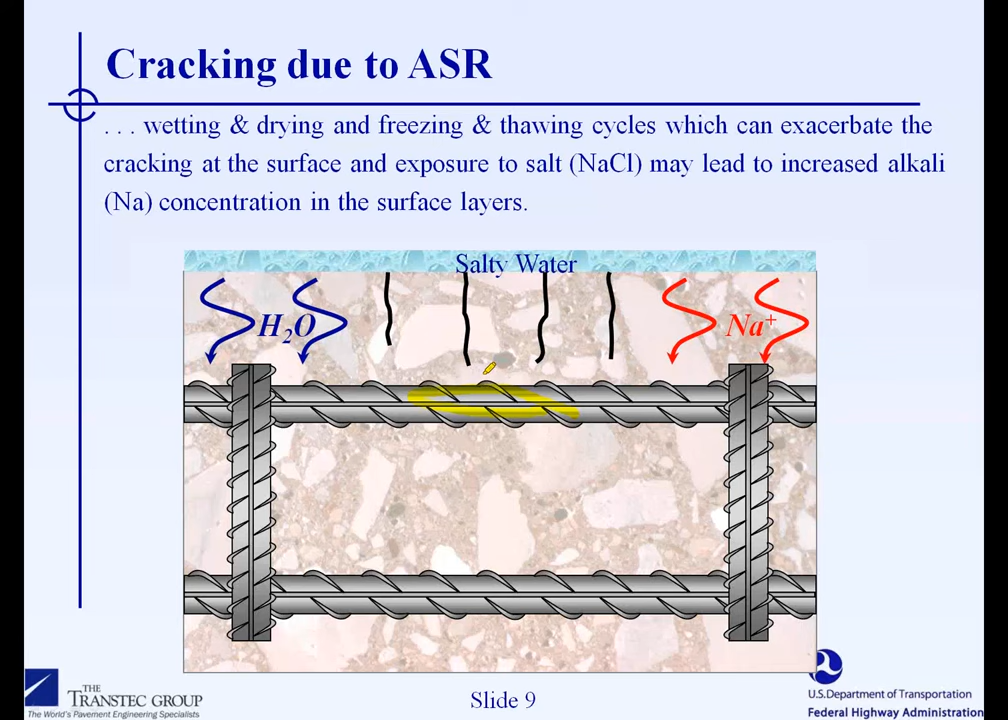 Cracking due to ASR
. . . wetting & drying and freezing & thawing cycles which can exacerbate the
cracking at the surface and exposure to salt (NaCl) may lead to increased alkali
(Na) concentration in the surface layers.
Salty Water
H₂O
Na⁺
THE
TRANSTEC GROUP
The World's Pavement Engineering Specialists
Slide 9
U.S.Department of Transportation
Federal Highway Administration